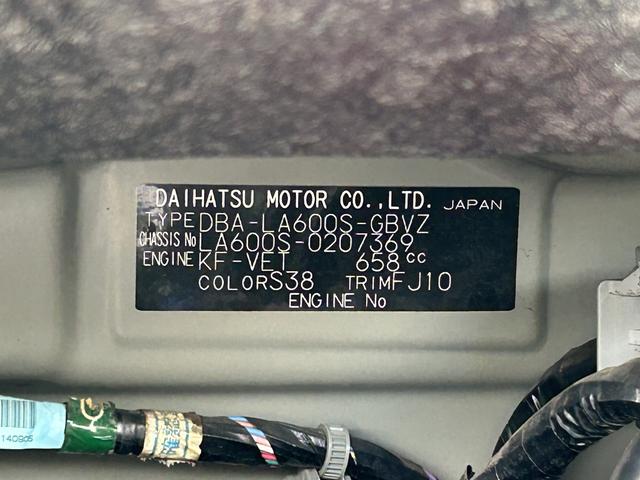 DAIHATSU MOTOR CO.,LTD. JAPAN
TYPE DBA-LA600S-GBVZ
CHASSIS No LA600S-0207369
ENGINE KF-VET 658cc
COLOR S38 TRIM FJ10
ENGINE No
140905